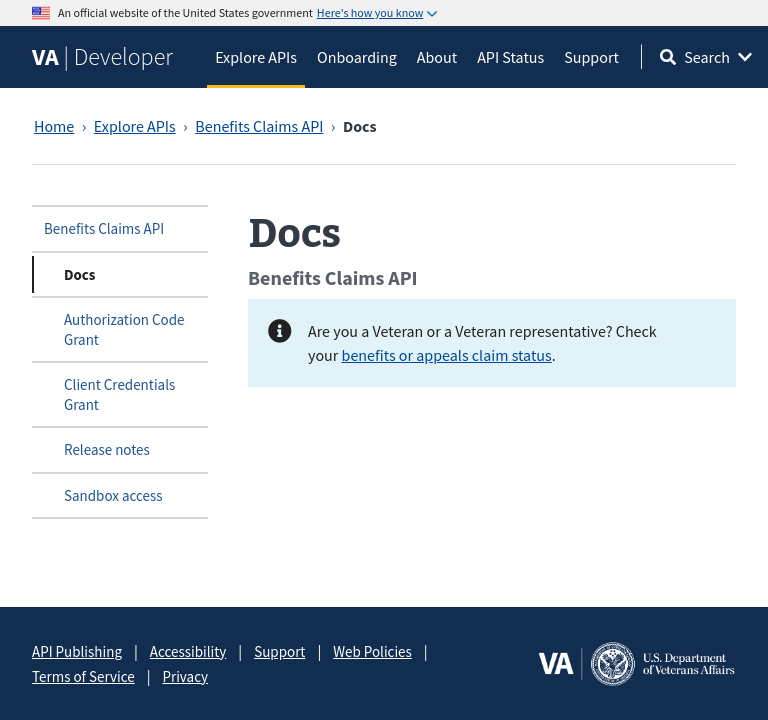 An official website of the United States government Here's how you know
VA | Developer
Explore APIs
Onboarding
About
API Status
Support
Search
Home › Explore APIs › Benefits Claims API › Docs
Benefits Claims API
Docs
Authorization Code
Grant
Client Credentials
Grant
Release notes
Sandbox access
Docs
Benefits Claims API
Are you a Veteran or a Veteran representative? Check
your benefits or appeals claim status.
API Publishing | Accessibility | Support | Web Policies |
Terms of Service | Privacy
VA
U.S. Department
of Veterans Affairs